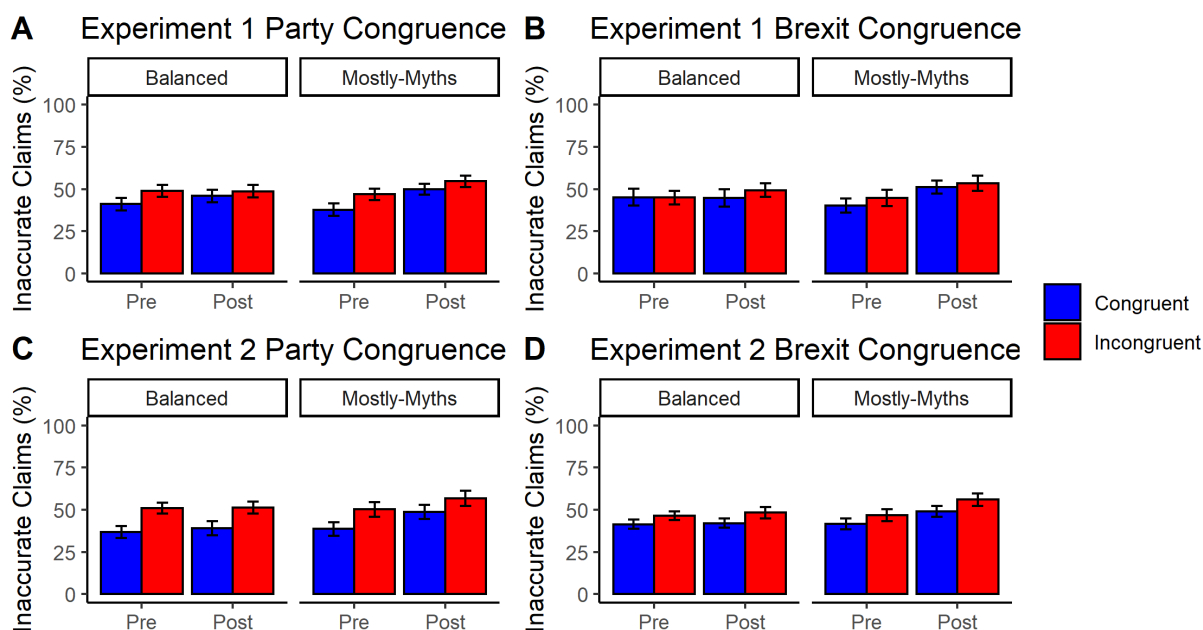 A Experiment 1 Party Congruence
Balanced Mostly-Myths
Inaccurate Claims (%)
100
75
50
25
0
Pre Post Pre Post
B Experiment 1 Brexit Congruence
Balanced Mostly-Myths
Inaccurate Claims (%)
100
75
50
25
0
Pre Post Pre Post
C Experiment 2 Party Congruence
Balanced Mostly-Myths
Inaccurate Claims (%)
100
75
50
25
0
Pre Post Pre Post
D Experiment 2 Brexit Congruence
Balanced Mostly-Myths
Inaccurate Claims (%)
100
75
50
25
0
Pre Post Pre Post
Congruent
Incongruent